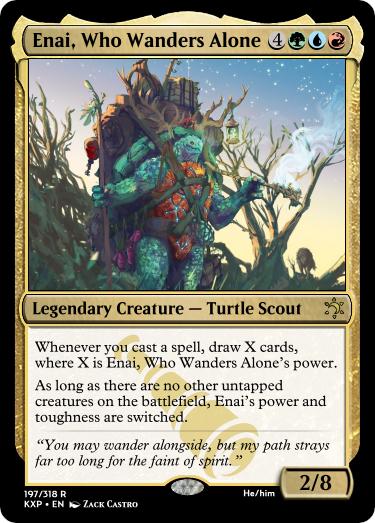 Enai, Who Wanders Alone 4
Legendary Creature — Turtle Scout
Whenever you cast a spell, draw X cards,
where X is Enai, Who Wanders Alone's power.
As long as there are no other untapped
creatures on the battlefield, Enai's power and
toughness are switched.
“You may wander alongside, but my path strays
far too long for the faint of spirit.”
2/8
197/318 R
He/him
KXP • EN Zack Castro